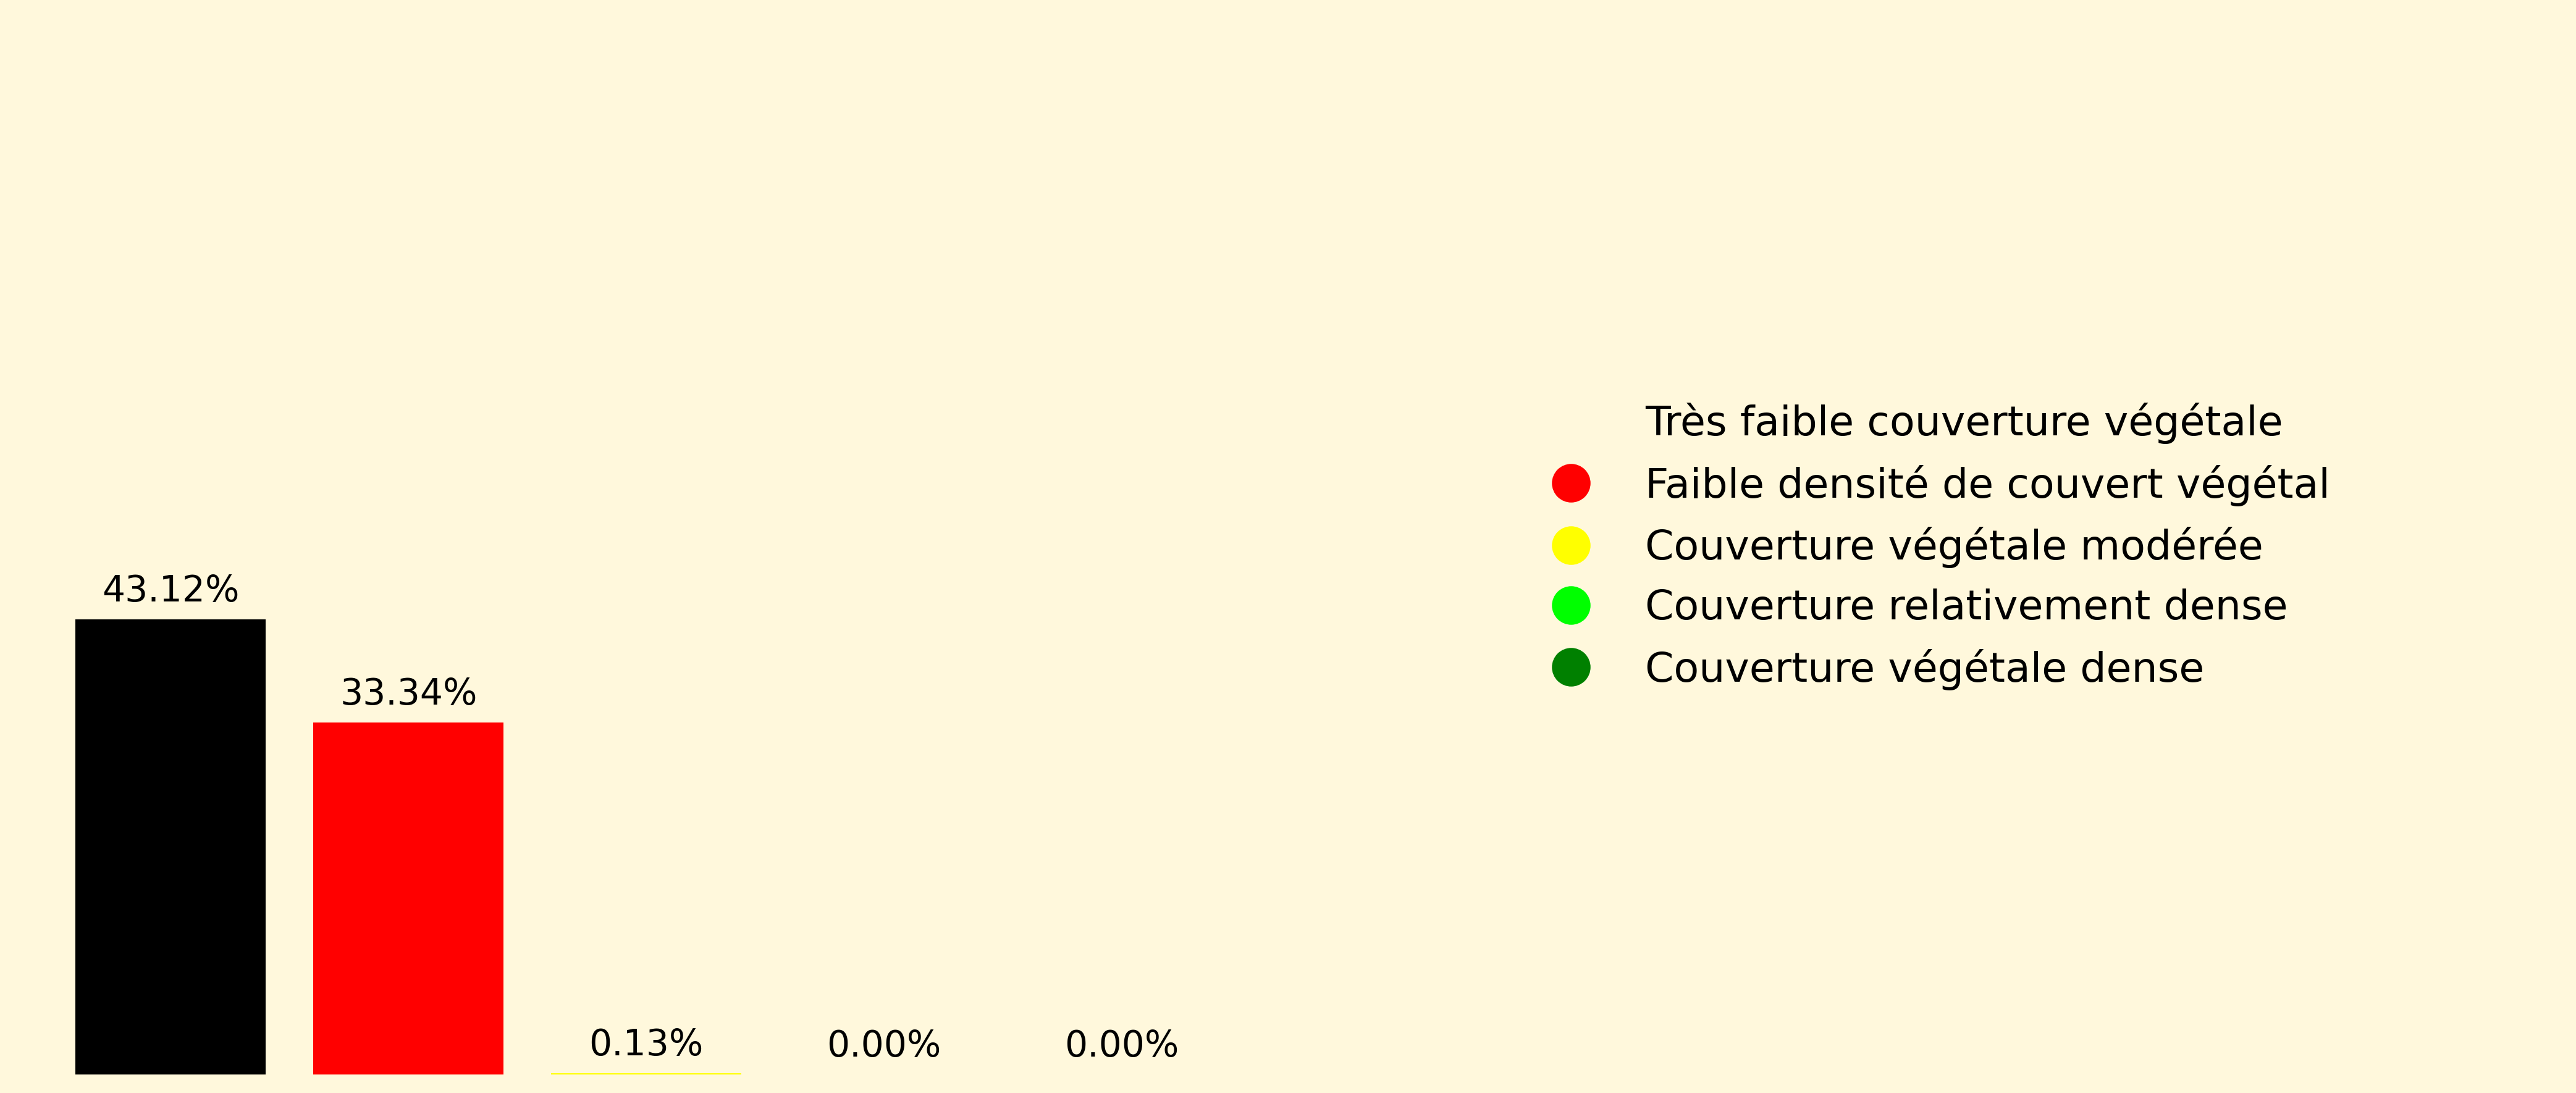 43.12%
33.34%
0.13%
0.00%
0.00%
Très faible couverture végétale
Faible densité de couvert végétal
Couverture végétale modérée
Couverture relativement dense
Couverture végétale dense